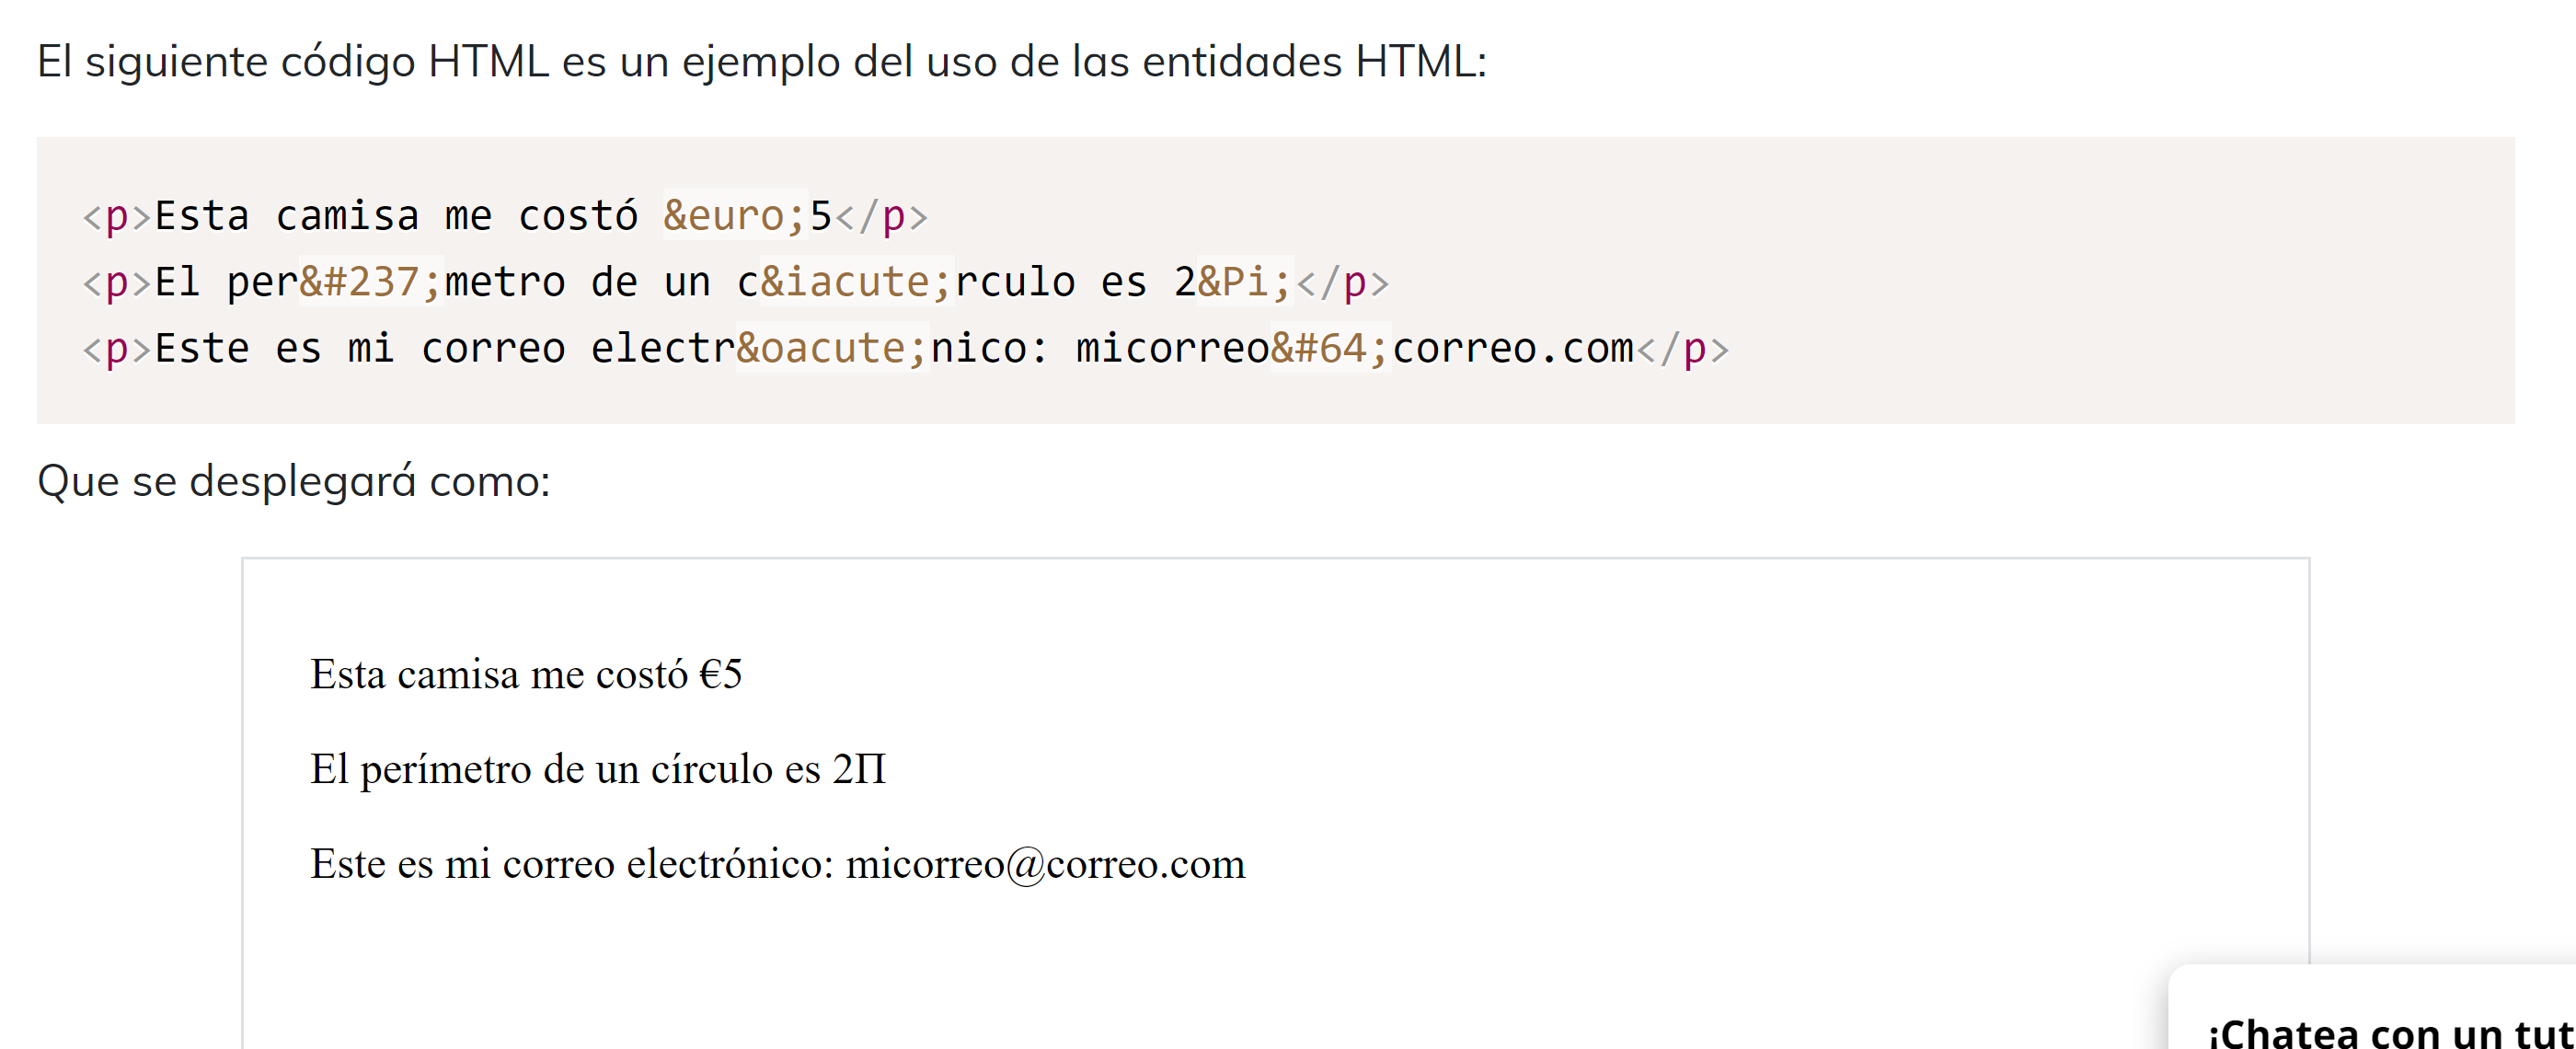 El siguiente código HTML es un ejemplo del uso de las entidades HTML:
<p>Esta camisa me costó &euro;5</p>
<p>El per&#237;metro de un c&iacute;rculo es 2&Pi;</p>
<p>Este es mi correo electr&oacute;nico: micorreo&#64;correo.com</p>
Que se desplegará como:
Esta camisa me costó €5
El perímetro de un círculo es 2Π
Este es mi correo electrónico: micorreo@correo.com
¡Chatea con un tut